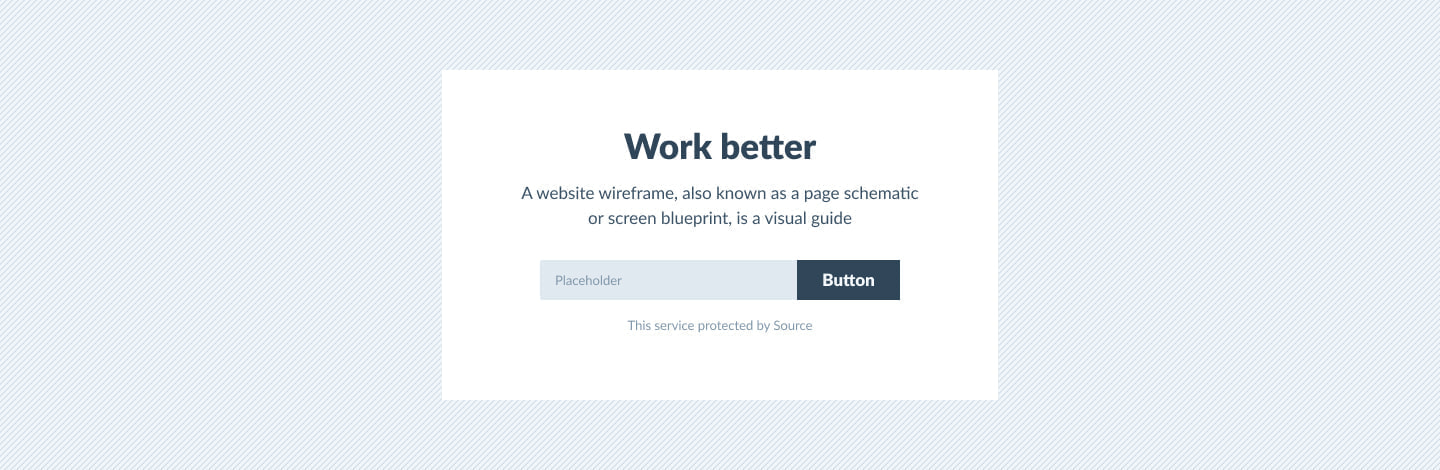 Work better
A website wireframe, also known as a page schematic
or screen blueprint, is a visual guide
Placeholder
Button
This service protected by Source